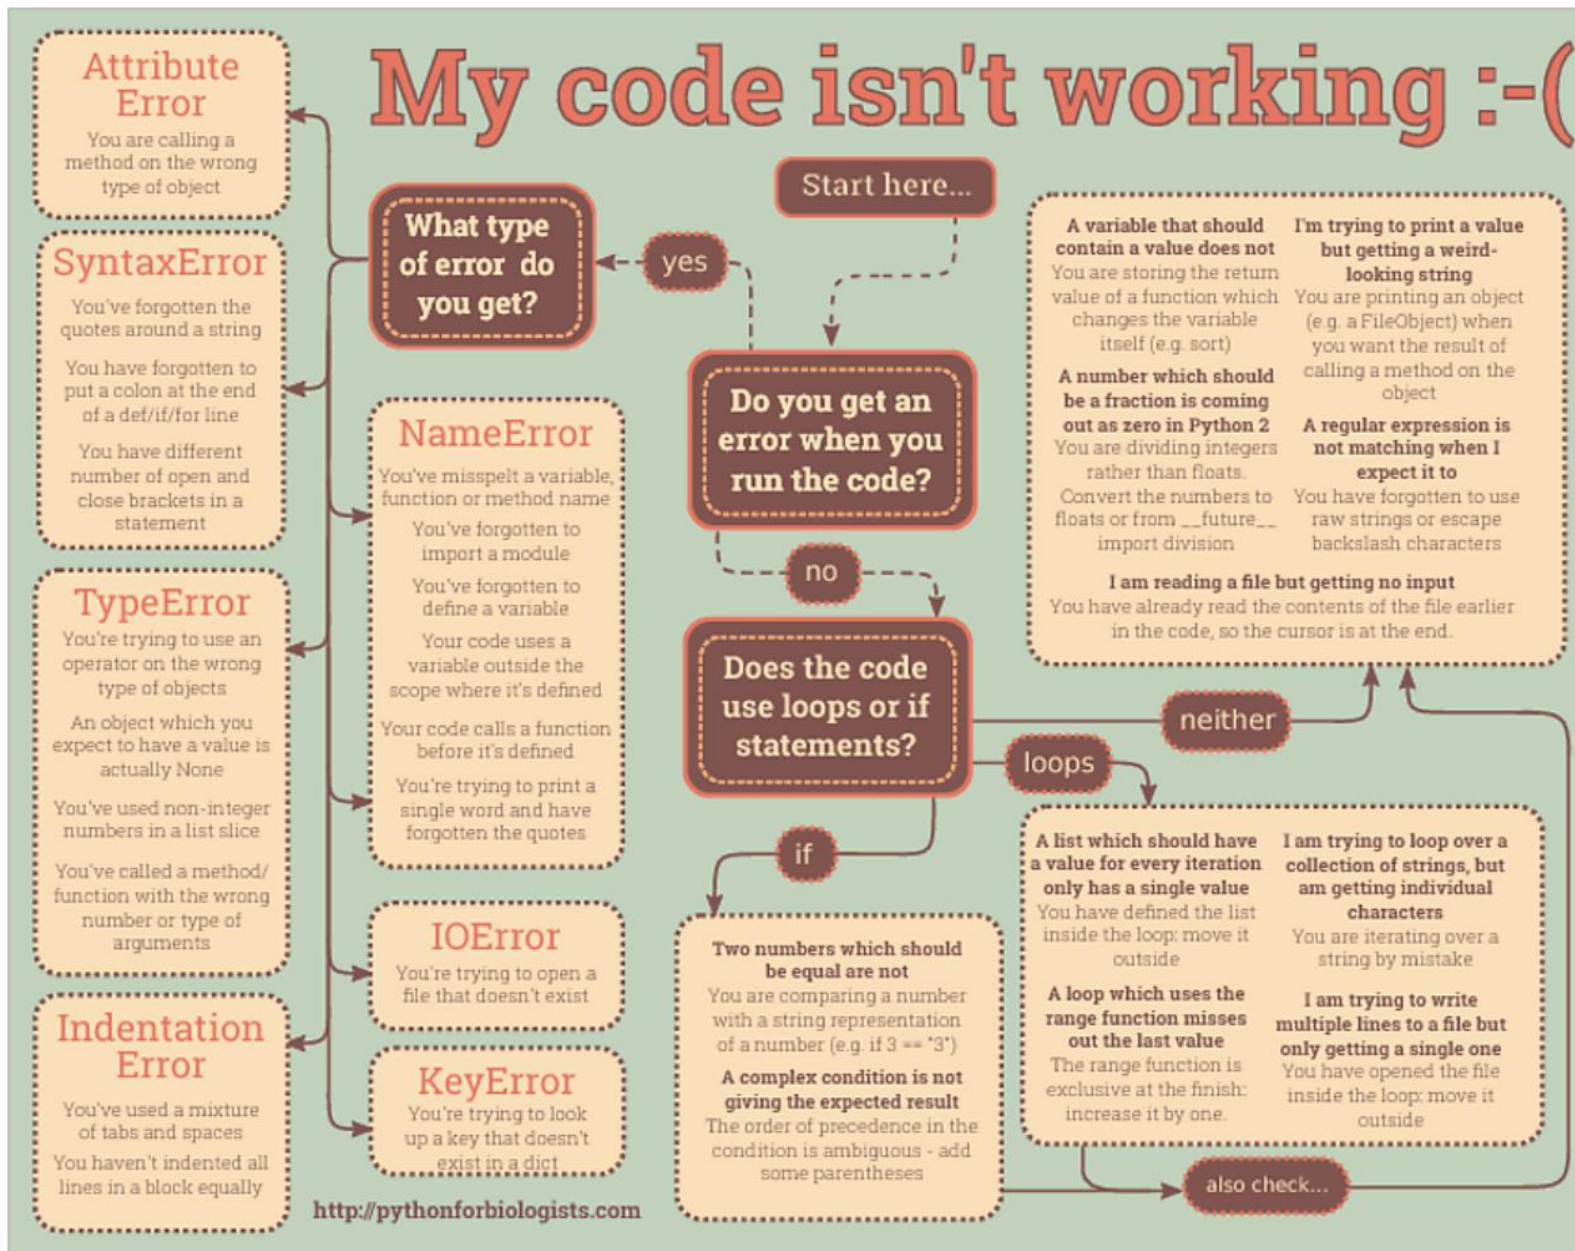 My code isn't working :-(
Start here...
Do you get an
error when you
run the code?
yes
What type
of error do
you get?
Attribute
Error
You are calling a
method on the wrong
type of object
SyntaxError
You've forgotten the
quotes around a string
You have forgotten to
put a colon at the end
of a def/if/for line
You have different
number of open and
close brackets in a
statement
TypeError
You're trying to use an
operator on the wrong
type of objects
An object which you
expect to have a value is
actually None
You've used non-integer
numbers in a list slice
You've called a method/
function with the wrong
number or type of
arguments
Indentation
Error
You've used a mixture
of tabs and spaces
You haven't indented all
lines in a block equally
NameError
You've misspelt a variable,
function or method name
You've forgotten to
import a module
You've forgotten to
define a variable
Your code uses a
variable outside the
scope where it's defined
Your code calls a function
before it's defined
You're trying to print a
single word and have
forgotten the quotes
IOError
You're trying to open a
file that doesn't exist
KeyError
You're trying to look
up a key that doesn't
exist in a dict
http://pythonforbiologists.com
no
Does the code
use loops or if
statements?
neither
loops
if
A variable that should
contain a value does not
You are storing the return
value of a function which
changes the variable
itself (e.g. sort)
A number which should
be a fraction is coming
out as zero in Python 2
You are dividing integers
rather than floats.
Convert the numbers to
floats or from __future__
import division
I'm trying to print a value
but getting a weird-
looking string
You are printing an object
(e.g. a FileObject) when
you want the result of
calling a method on the
object
A regular expression is
not matching when I
expect it to
You have forgotten to use
raw strings or escape
backslash characters
I am reading a file but getting no input
You have already read the contents of the file earlier
in the code, so the cursor is at the end.
A list which should have
a value for every iteration
only has a single value
You have defined the list
inside the loop: move it
outside
A loop which uses the
range function misses
out the last value
The range function is
exclusive at the finish:
increase it by one.
I am trying to loop over a
collection of strings, but
am getting individual
characters
You are iterating over a
string by mistake
I am trying to write
multiple lines to a file but
only getting a single one
You have opened the file
inside the loop: move it
outside
Two numbers which should
be equal are not
You are comparing a number
with a string representation
of a number (e.g. if 3 == "3")
A complex condition is not
giving the expected result
The order of precedence in the
condition is ambiguous - add
some parentheses
also check...